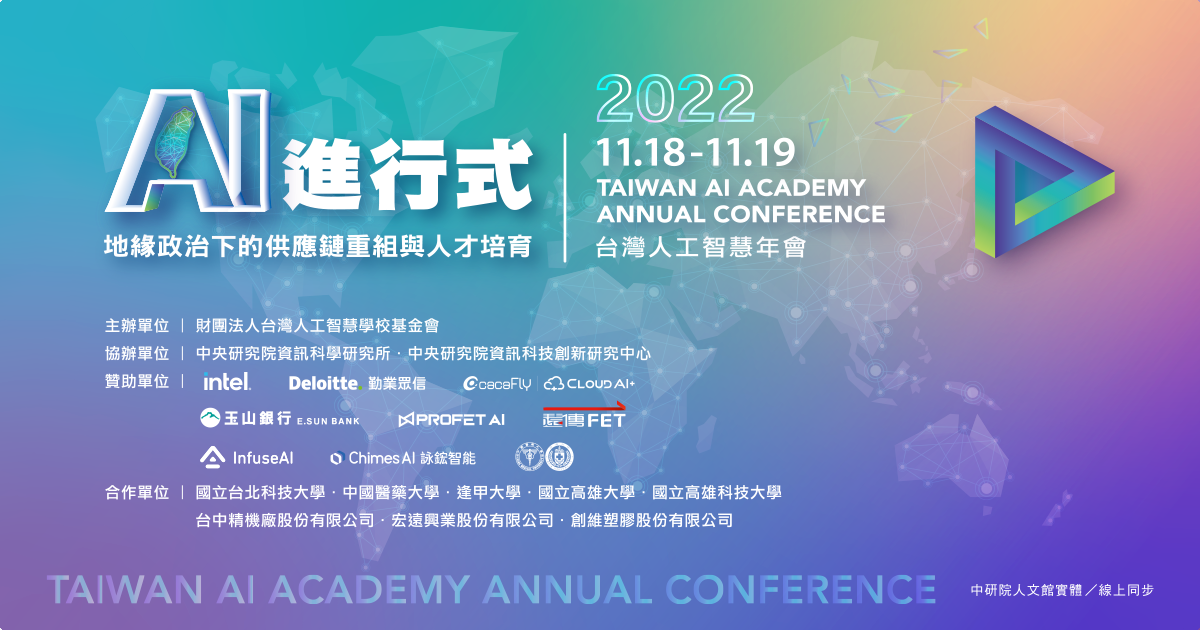 AI進行式
地緣政治下的供應鏈重組與人才培育
2022
11.18-11.19
TAIWAN AI ACADEMY
ANNUAL CONFERENCE
台灣人工智慧年會
主辦單位｜財團法人台灣人工智慧學校基金會
協辦單位｜中央研究院資訊科學研究所．中央研究院資訊科技創新研究中心
贊助單位｜intel. Deloitte. 勤業眾信 cacaFly CLOUD AI+
玉山銀行 E.SUN BANK PROFET AI 遠傳FET
InfuseAI Chimes AI 詠鋐智能
合作單位｜國立台北科技大學．中國醫藥大學．逢甲大學．國立高雄大學．國立高雄科技大學
台中精機廠股份有限公司．宏遠興業股份有限公司．創維塑膠股份有限公司
TAIWAN AI ACADEMY ANNUAL CONFERENCE
中研院人文館實體／線上同步